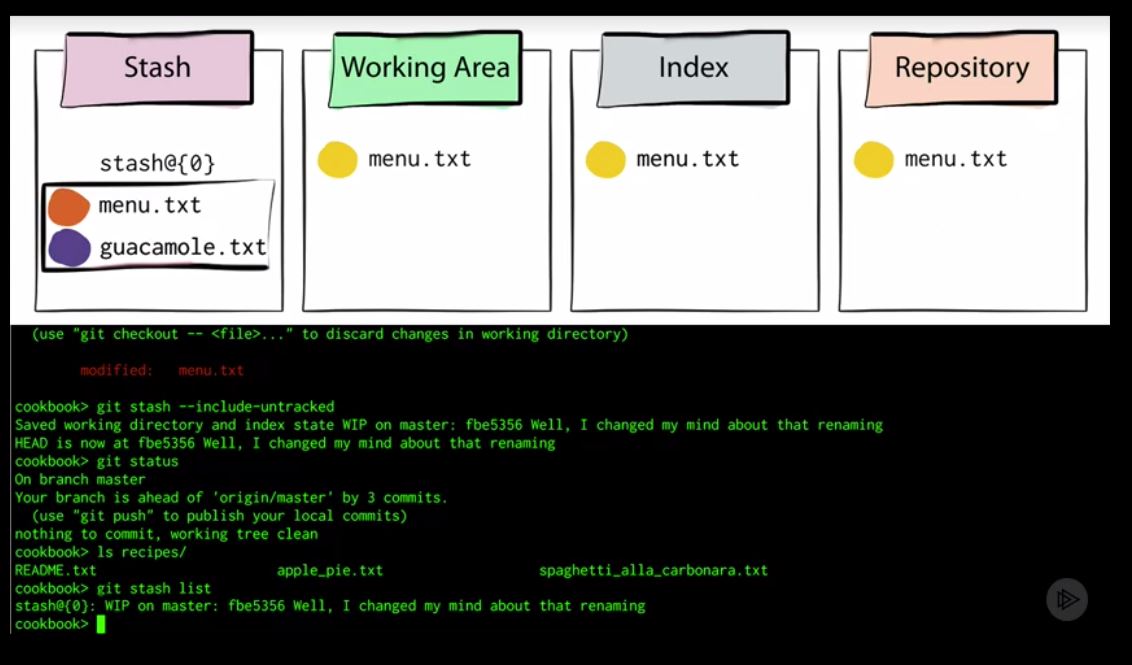 Stash
Working Area
Index
Repository
stash@{0}
menu.txt
guacamole.txt
menu.txt
menu.txt
menu.txt
(use "git checkout -- <file>..." to discard changes in working directory)
modified:   menu.txt
cookbook> git stash --include-untracked
Saved working directory and index state WIP on master: fbe5356 Well, I changed my mind about that renaming
HEAD is now at fbe5356 Well, I changed my mind about that renaming
cookbook> git status
On branch master
Your branch is ahead of 'origin/master' by 3 commits.
(use "git push" to publish your local commits)
nothing to commit, working tree clean
cookbook> ls recipes/
README.txt   apple_pie.txt   spaghetti_alla_carbonara.txt
cookbook> git stash list
stash@{0}: WIP on master: fbe5356 Well, I changed my mind about that renaming
cookbook>